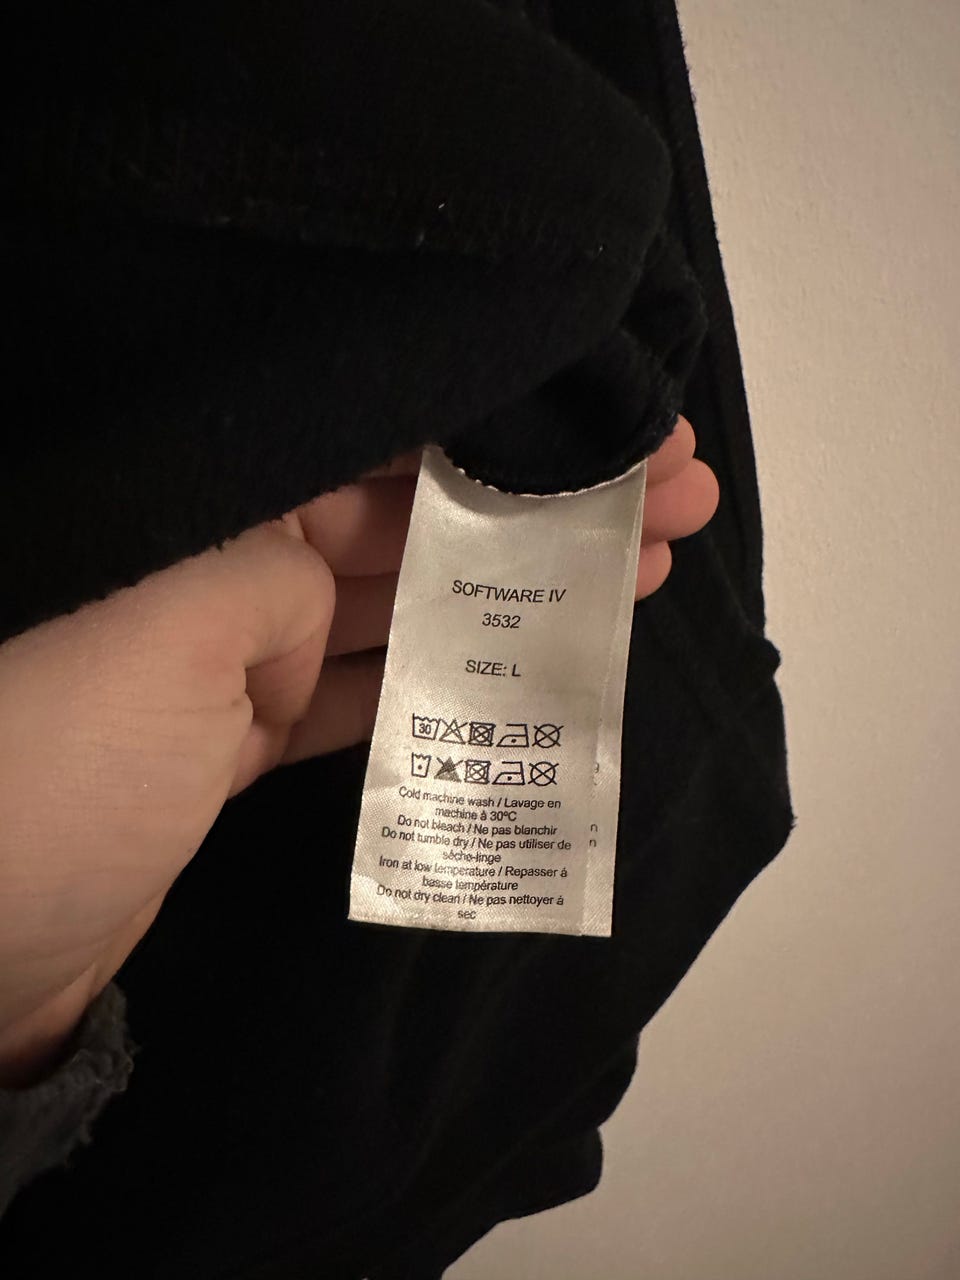 SOFTWARE IV
3532
SIZE: L
30
Cold machine wash / Lavage en
machine à 30ºC
Do not bleach / Ne pas blanchir
Do not tumble dry / Ne pas utiliser de
sèche-linge
Iron at low temperature / Repasser à
basse température
Do not dry clean / Ne pas nettoyer à
sec
g
n
n